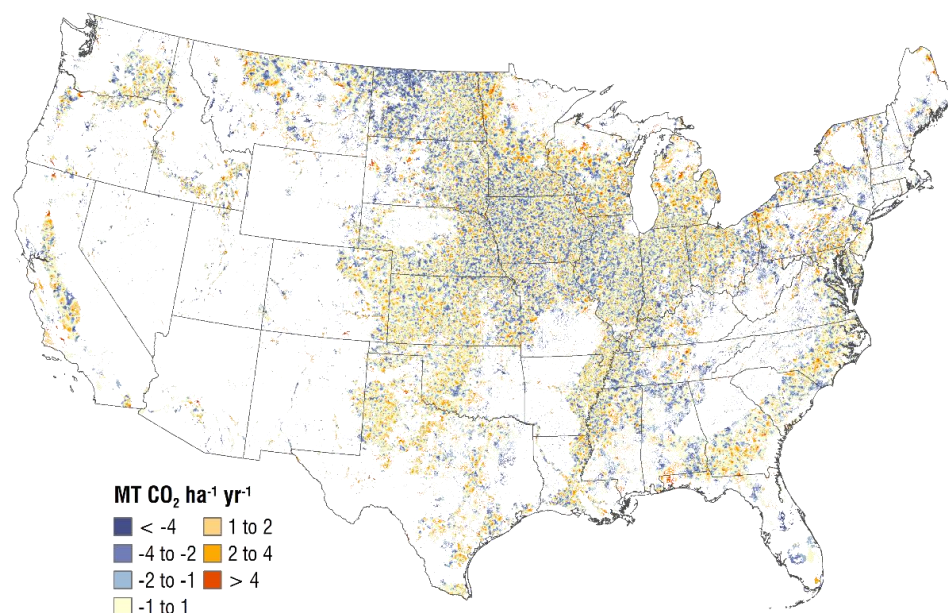 MT CO₂ ha⁻¹ yr⁻¹
< -4
-4 to -2
-2 to -1
-1 to 1
1 to 2
2 to 4
> 4